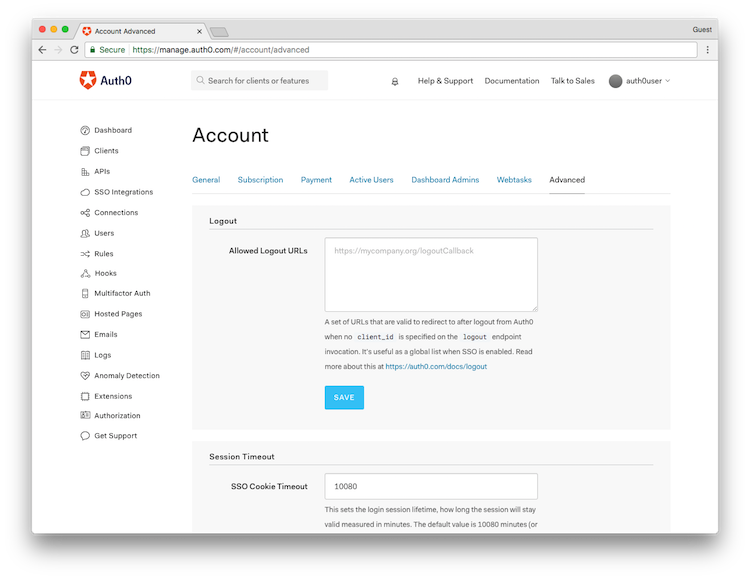 Account Advanced
Guest
Secure https://manage.auth0.com/#/account/advanced
Auth0
Search for clients or features
Help & Support Documentation Talk to Sales auth0user
Dashboard
Clients
APIs
SSO Integrations
Connections
Users
Rules
Hooks
Multifactor Auth
Hosted Pages
Emails
Logs
Anomaly Detection
Extensions
Authorization
Get Support
Account
General Subscription Payment Active Users Dashboard Admins Webtasks Advanced
Logout
Allowed Logout URLs
https://mycompany.org/logoutCallback
A set of URLs that are valid to redirect to after logout from Auth0
when no client_id is specified on the logout endpoint
invocation. It's useful as a global list when SSO is enabled. Read
more about this at https://auth0.com/docs/logout
SAVE
Session Timeout
SSO Cookie Timeout
10080
This sets the login session lifetime, how long the session will stay
valid measured in minutes. The default value is 10080 minutes (or